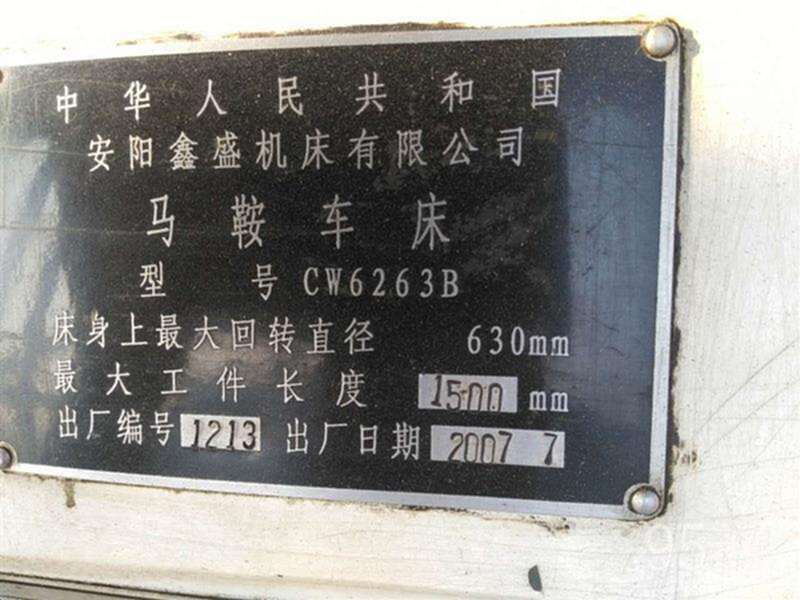 中华人民共和国
安阳鑫盛机床有限公司
马鞍车床
型号 CW6263B
床身上最大回转直径 630mm
最大工件长度 1500 mm
出厂编号 1213 出厂日期 2007 7